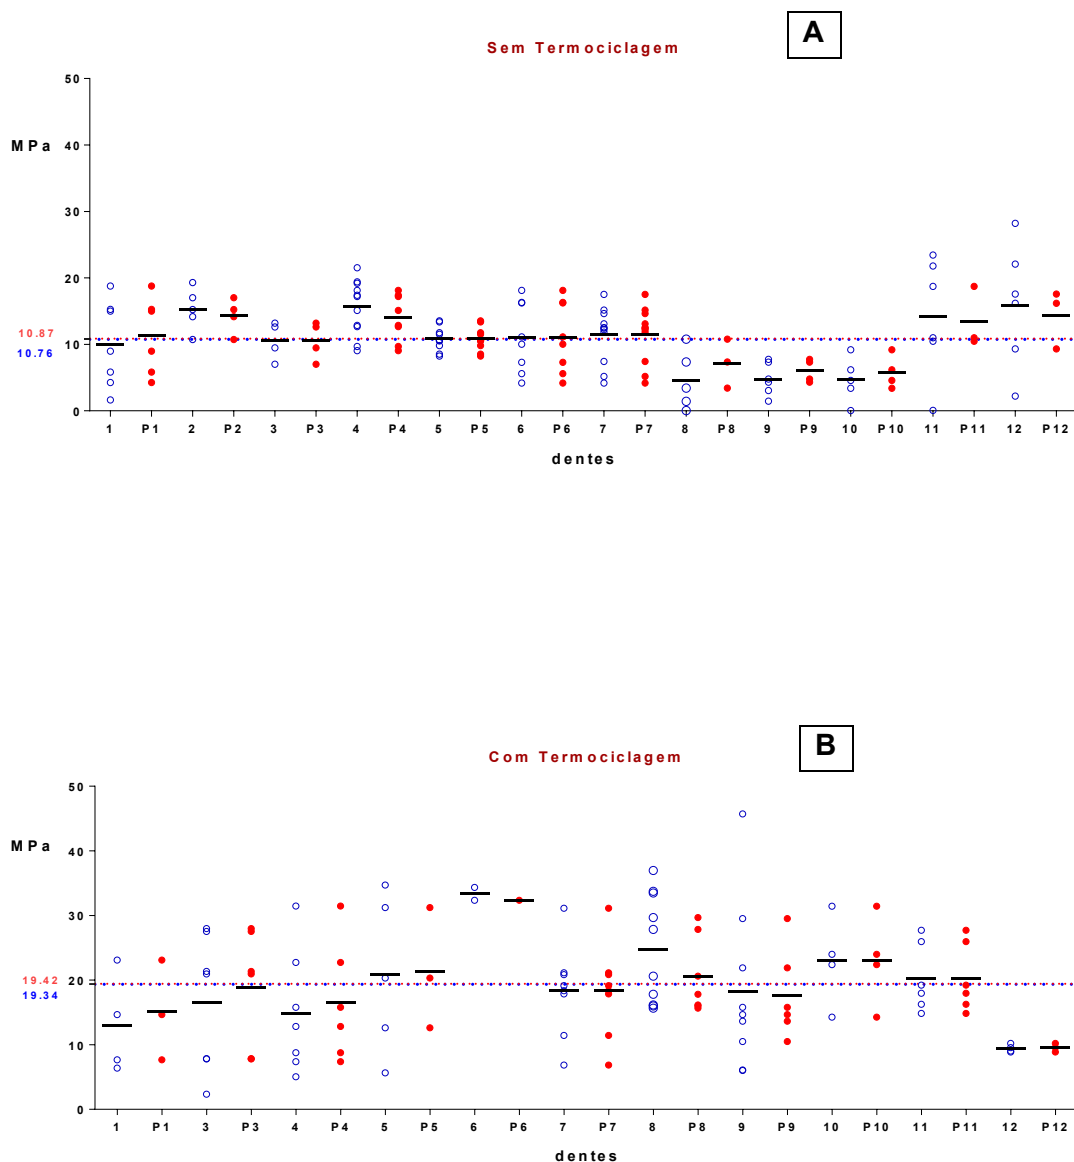 A
Sem Termociclagem
50
MPa
40
30
20
10.87
10
10.76
0
1 P1 2 P2 3 P3 4 P4 5 P5 6 P6 7 P7 8 P8 9 P9 10 P10 11 P11 12 P12
dentes
B
Com Termociclagem
50
MPa
40
30
19.42
20
19.34
10
0
1 P1 3 P3 4 P4 5 P5 6 P6 7 P7 8 P8 9 P9 10 P10 11 P11 12 P12
dentes